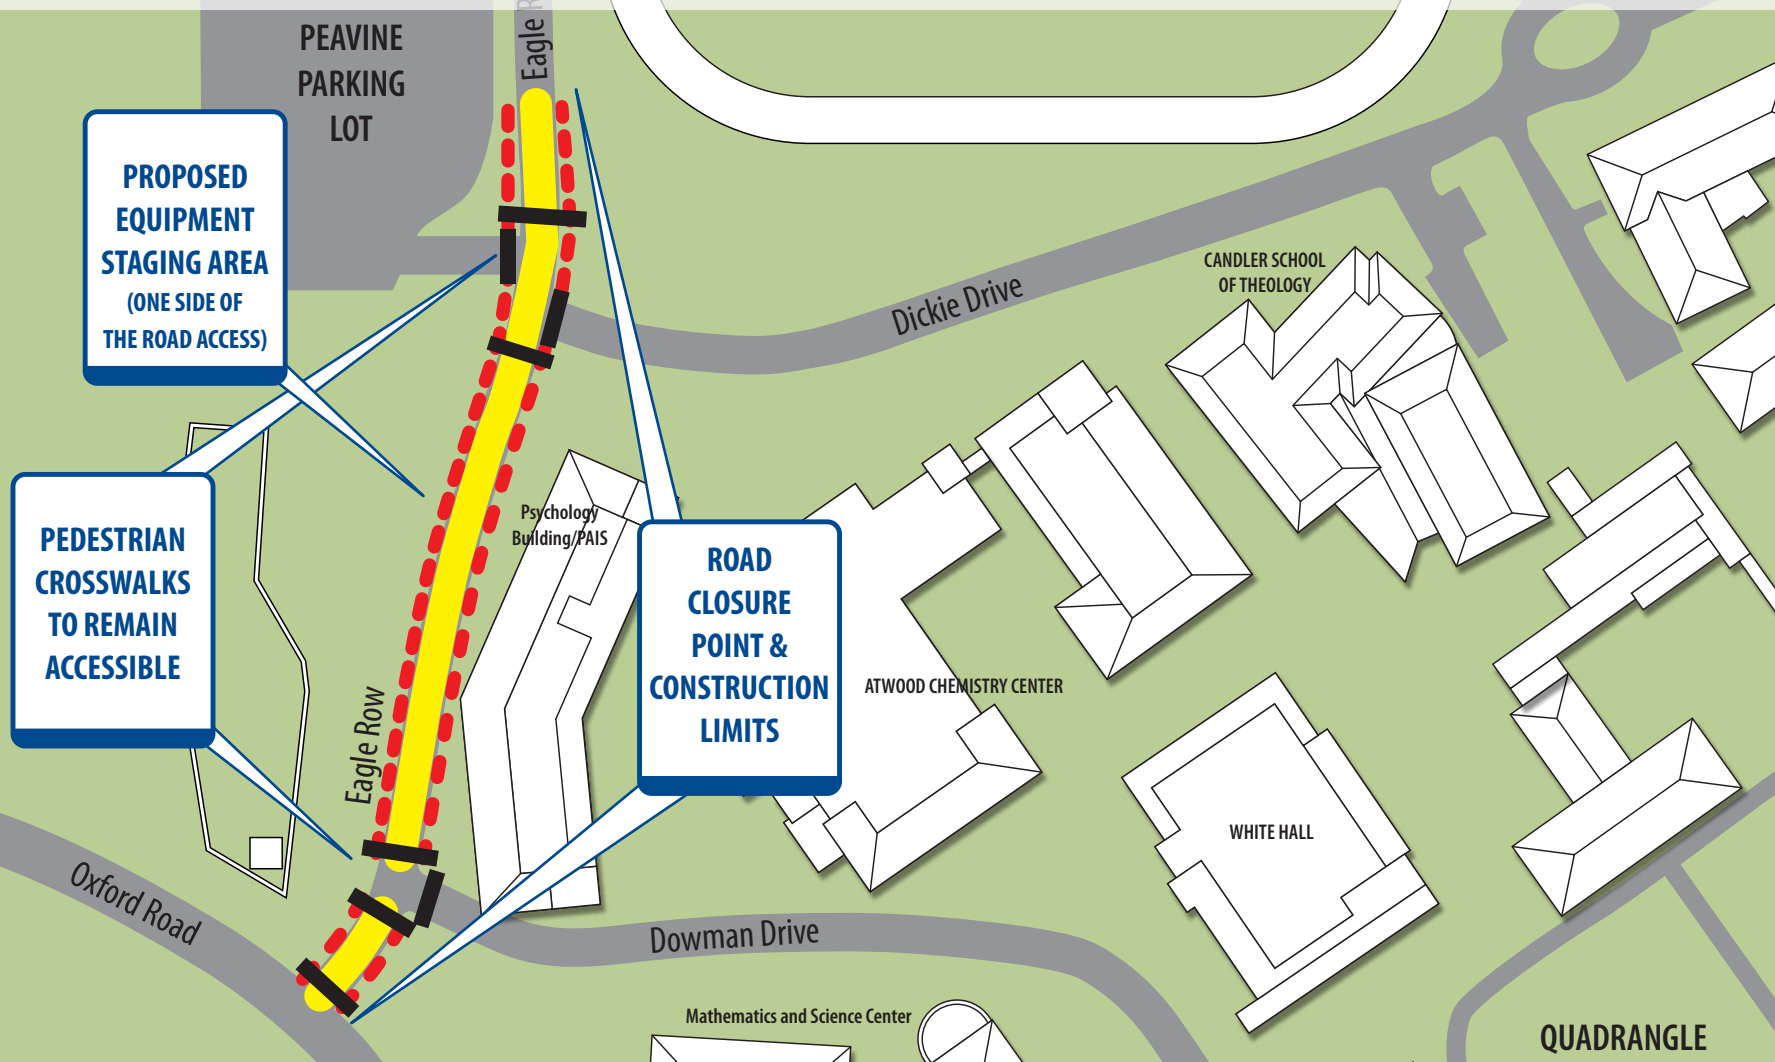 Eagle
PEAVINE
PARKING
LOT
PROPOSED
EQUIPMENT
STAGING AREA
(ONE SIDE OF
THE ROAD ACCESS)
CANDLER SCHOOL
OF THEOLOGY
Dickie Drive
PEDESTRIAN
CROSSWALKS
TO REMAIN
ACCESSIBLE
Psychology
Building/PAIS
ROAD
CLOSURE
POINT &
CONSTRUCTION
LIMITS
ATWOOD CHEMISTRY CENTER
Eagle Row
WHITE HALL
Oxford Road
Dowman Drive
Mathematics and Science Center
QUADRANGLE